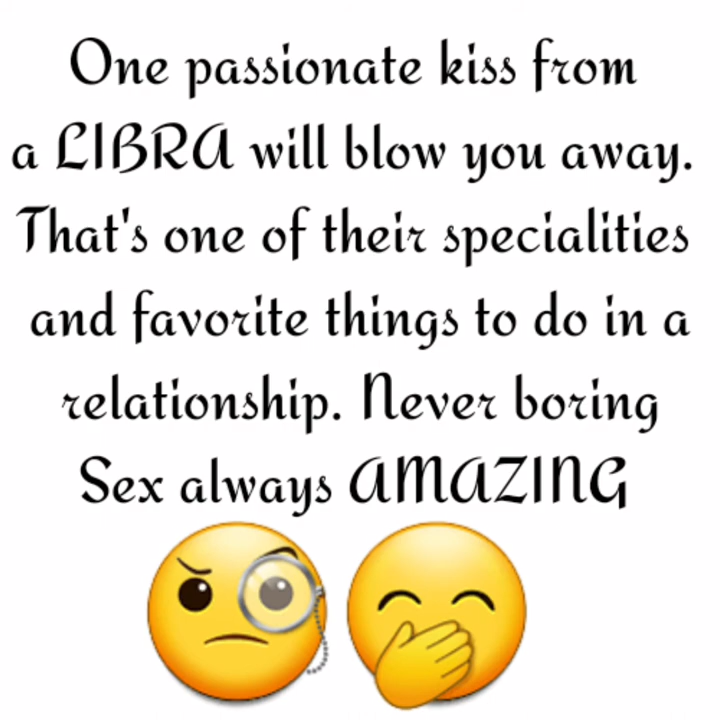 One passionate kiss from
a LIBRA will blow you away.
That's one of their specialities
and favorite things to do in a
relationship. Never boring
Sex always AMAZING